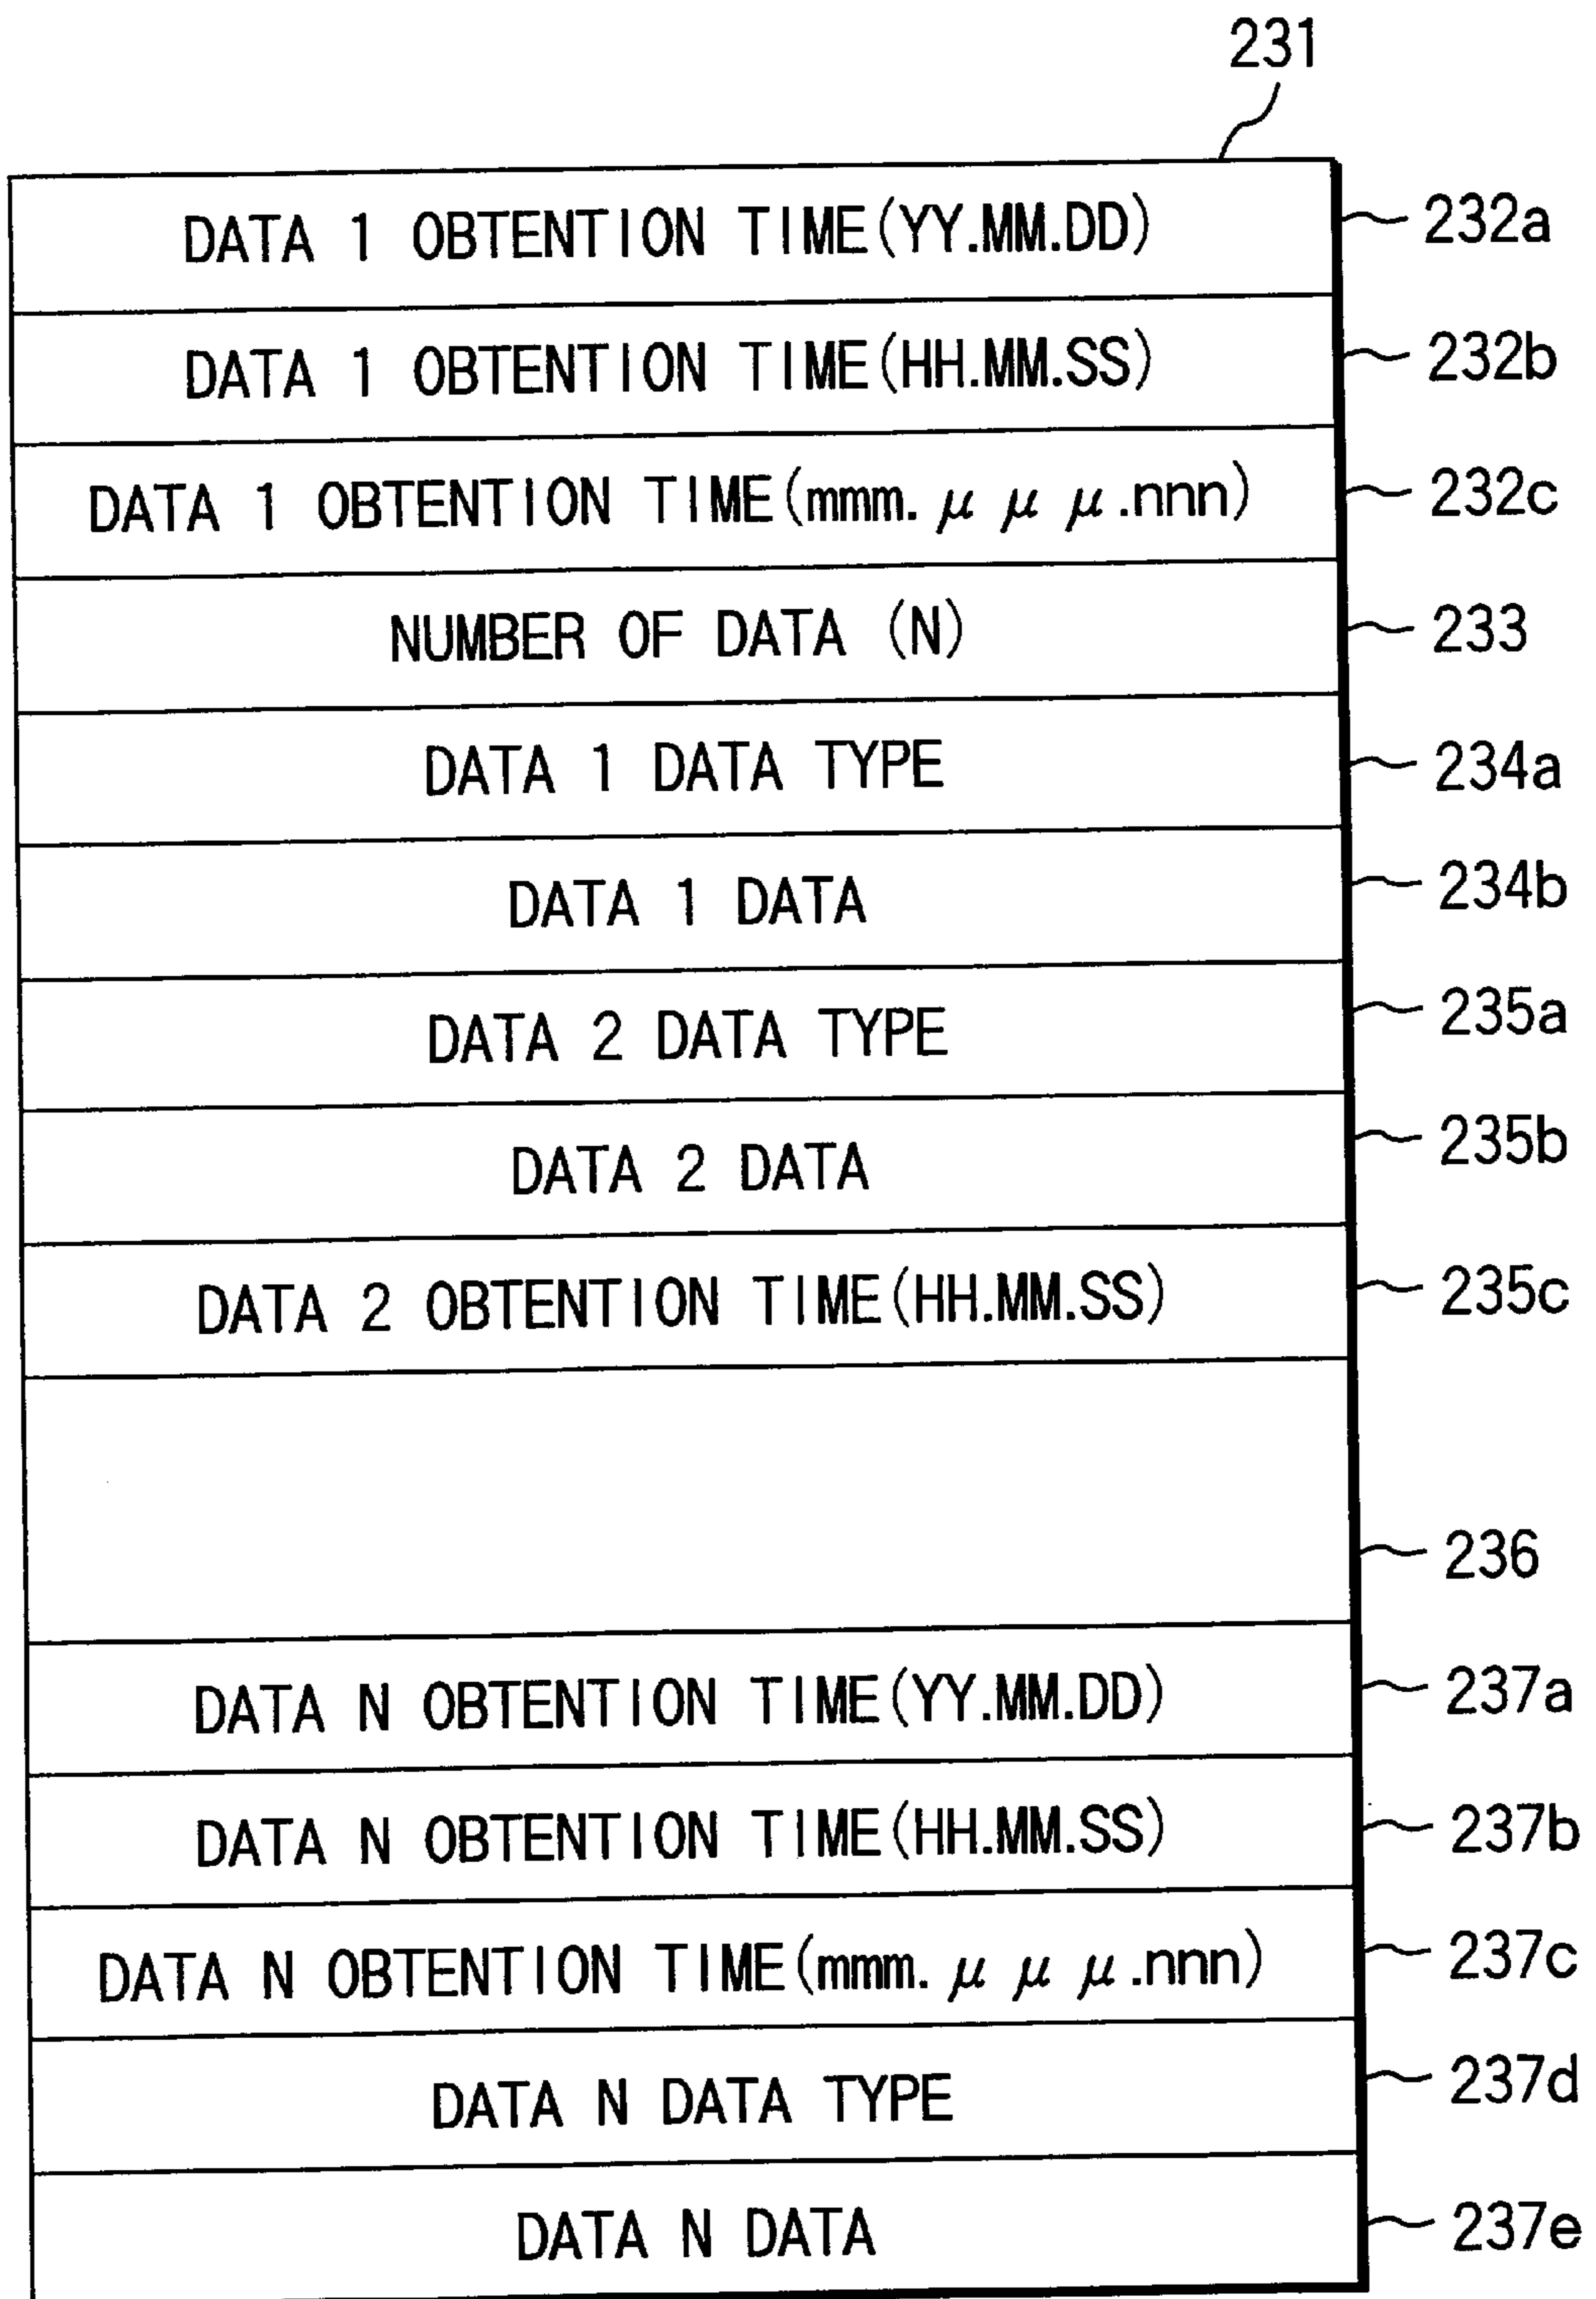 231
DATA 1 OBTENTION TIME(YY.MM.DD) 232a
DATA 1 OBTENTION TIME(HH.MM.SS) 232b
DATA 1 OBTENTION TIME(mmm. μ μ μ .nnn) 232c
NUMBER OF DATA (N) 233
DATA 1 DATA TYPE 234a
DATA 1 DATA 234b
DATA 2 DATA TYPE 235a
DATA 2 DATA 235b
DATA 2 OBTENTION TIME(HH.MM.SS) 235c
236
DATA N OBTENTION TIME(YY.MM.DD) 237a
DATA N OBTENTION TIME(HH.MM.SS) 237b
DATA N OBTENTION TIME(mmm. μ μ μ .nnn) 237c
DATA N DATA TYPE 237d
DATA N DATA 237e